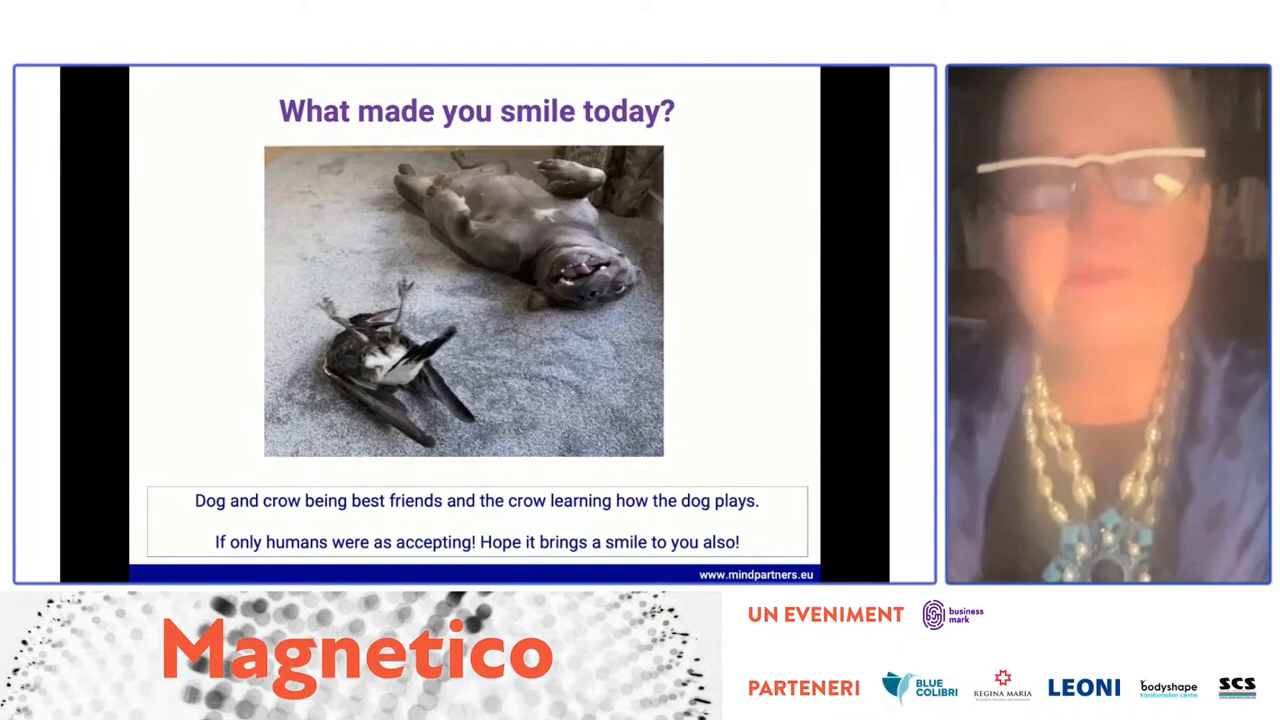 What made you smile today?
Dog and crow being best friends and the crow learning how the dog plays.
If only humans were as accepting! Hope it brings a smile to you also!
www.mindpartners.eu
Magnetico
UN EVENIMENT
business
mark
PARTENERI
BLUE
COLIBRI
REGINA MARIA
LEONI
bodyshape
transformation centre
SCS